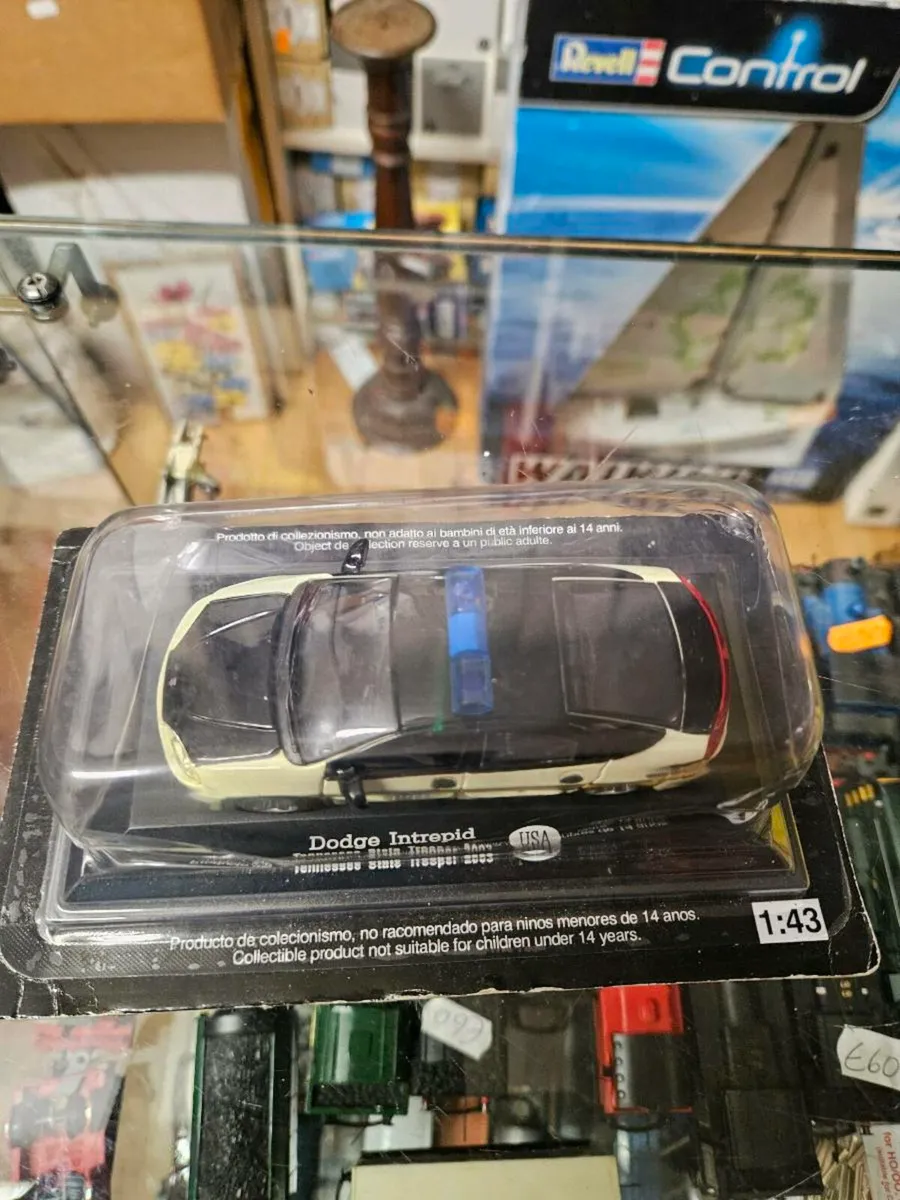 Revell Control
Prodotto di collezionismo, non adatto ai bambini di età inferiore ai 14 anni.
Object de collection reserve a un public adulte.
Dodge Intrepid
USA
Tennessee State Trooper 2003
Producto de colecionismo, no racomendado para ninos menores de 14 anos.
Collectible product not suitable for children under 14 years.
1:43
£60
£60